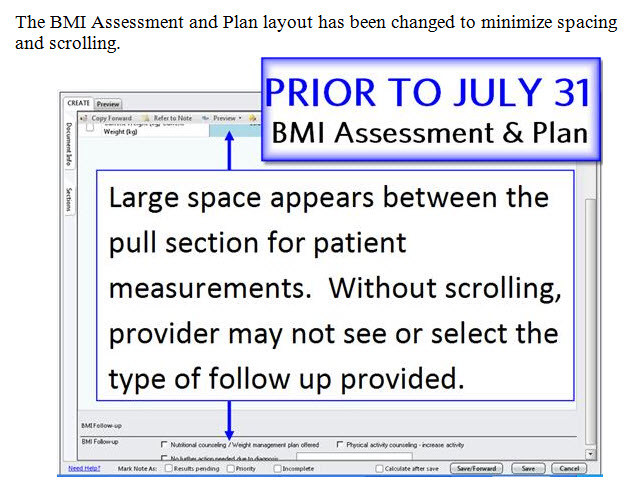 The BMI Assessment and Plan layout has been changed to minimize spacing
and scrolling.
PRIOR TO JULY 31
BMI Assessment & Plan
CREATE Preview
Copy Forward Refer to Note Preview
Document Info
Sections
Weight (kg)
Large space appears between the
pull section for patient
measurements. Without scrolling,
provider may not see or select the
type of follow up provided.
BMI Follow-up
BMI Follow-up Nutritional counseling / Weight management plan offered Physical activity counseling - increase activity
No further action needed due to diagnosis
Need Help? Mark Note As: Results pending Priority Incomplete Calculate after save Save/Forward Save Cancel